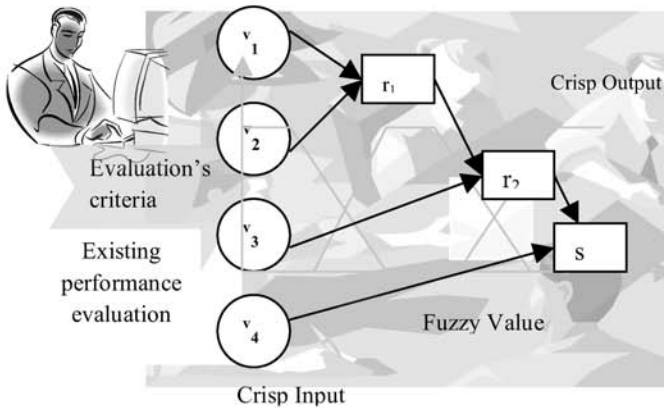 v1
r1
Crisp Output
v2
Evaluation's
criteria
r2
v3
Existing
performance
evaluation
s
v4
Fuzzy Value
Crisp Input